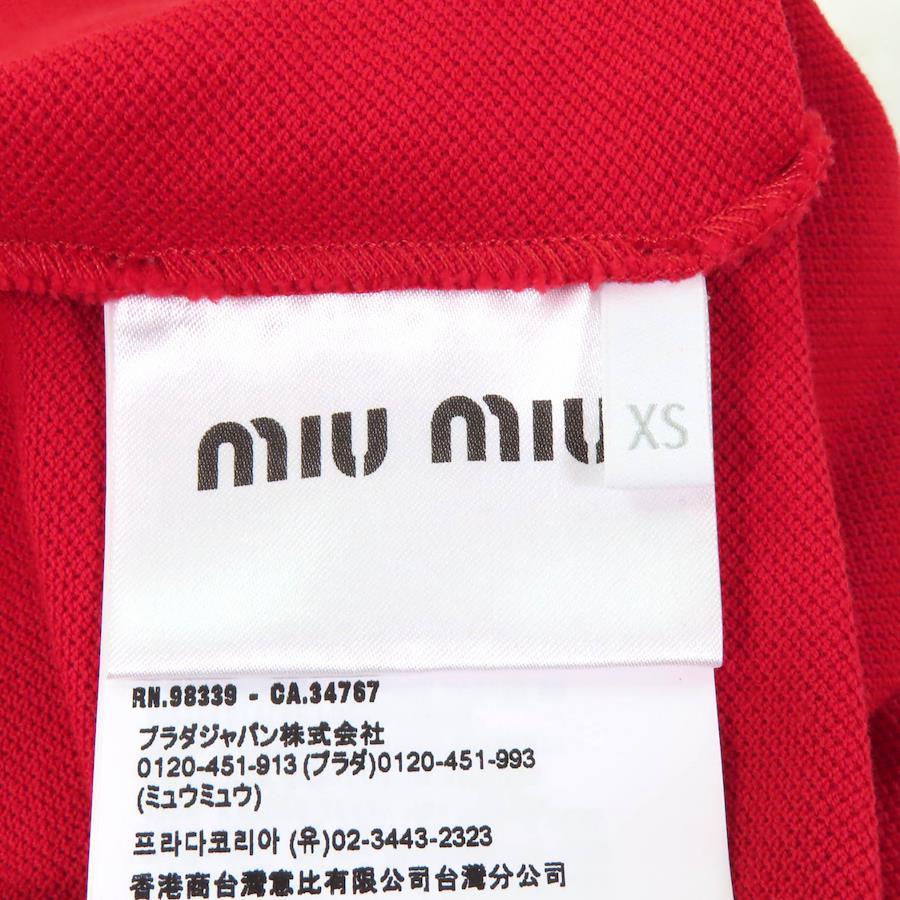 miu miu
XS
RN.98339 - CA.34767
プラダジャパン株式会社
0120-451-913 (プラダ)0120-451-993
(ミュウミュウ)
프라다코리아 (유)02-3443-2323
香港商台灣惠比有限公司台灣分公司